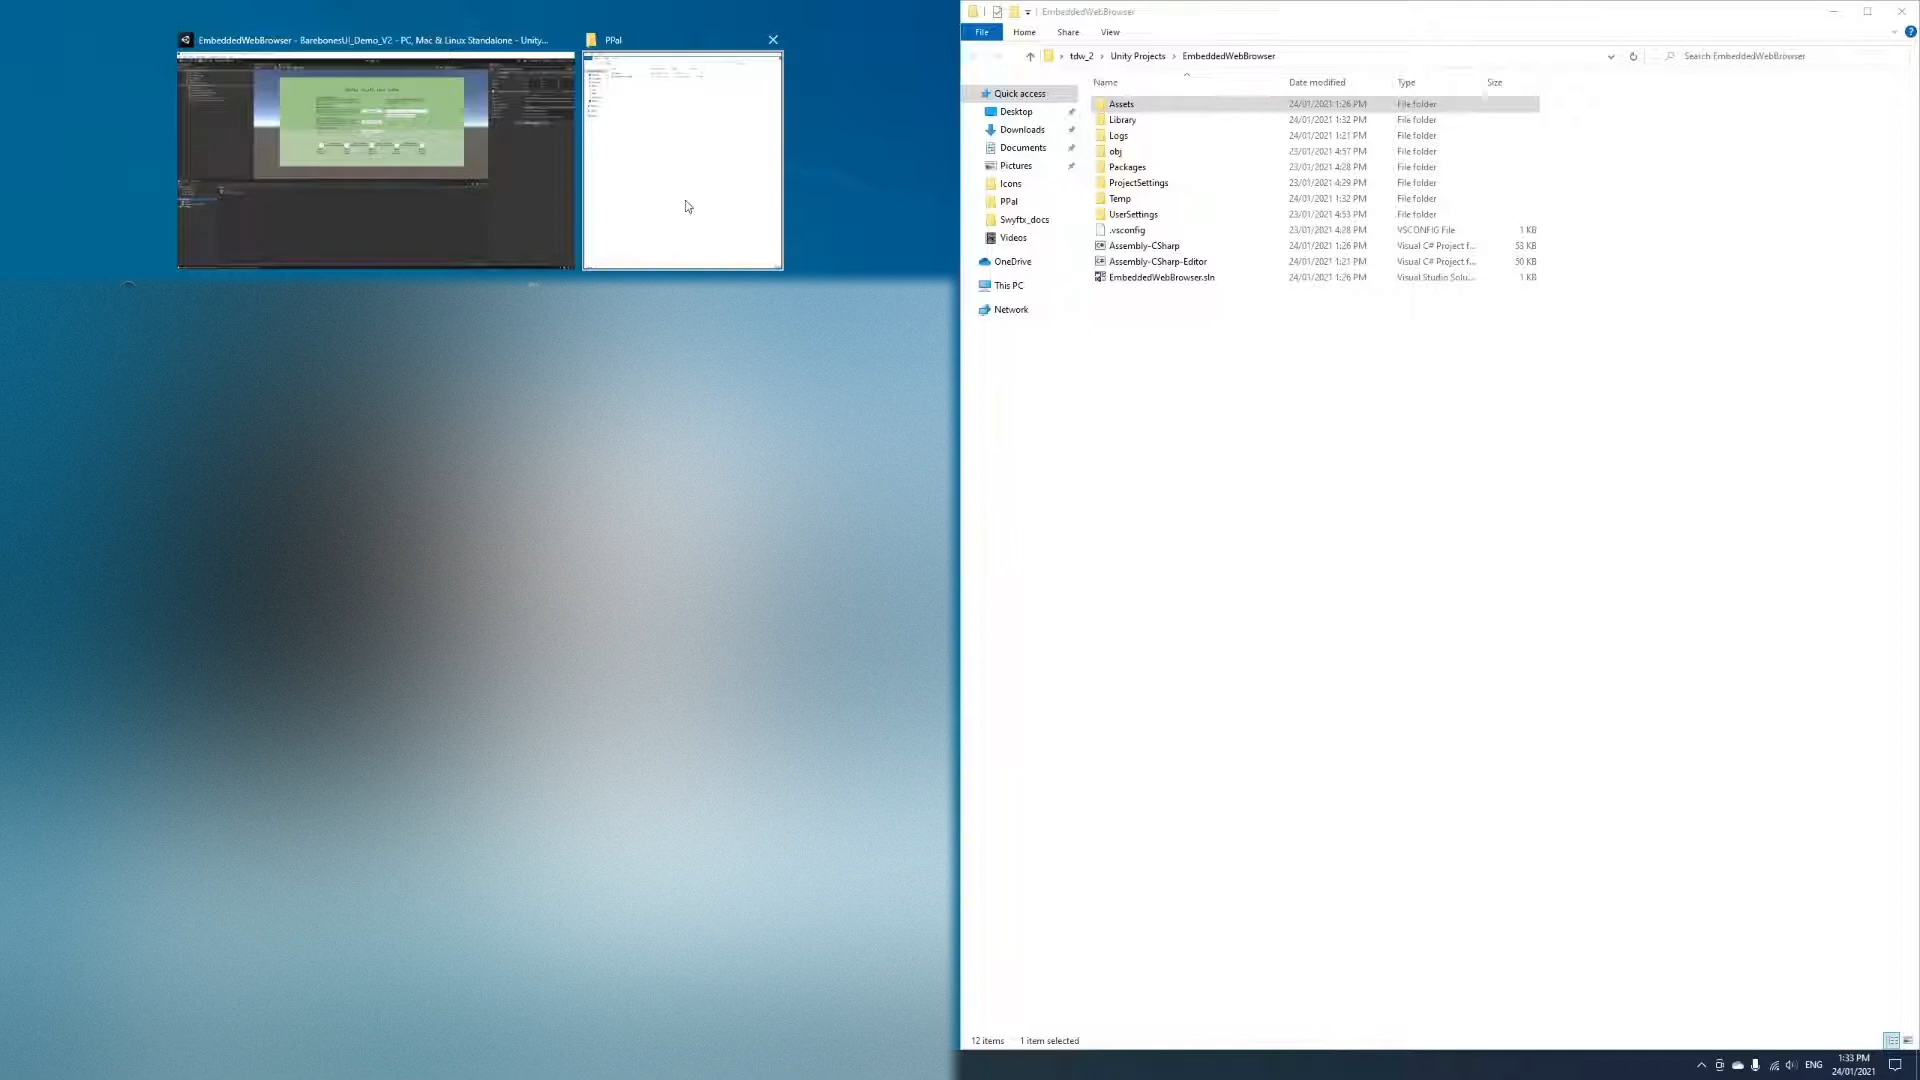 EmbeddedWebBrowser - BarebonesUI_Demo_V2 - PC, Mac & Linux Standalone - Unity...
PPal
EmbeddedWebBrowser
File
Home
Share
View
tdw_2 › Unity Projects › EmbeddedWebBrowser
Search EmbeddedWebBrowser
Quick access
Desktop
Downloads
Documents
Pictures
Icons
PPal
Swyftx_docs
Videos
OneDrive
This PC
Network
Name Date modified Type Size
Assets 24/01/2021 1:26 PM File folder
Library 24/01/2021 1:32 PM File folder
Logs 24/01/2021 1:21 PM File folder
obj 23/01/2021 4:57 PM File folder
Packages 23/01/2021 4:28 PM File folder
ProjectSettings 23/01/2021 4:29 PM File folder
Temp 24/01/2021 1:32 PM File folder
UserSettings 23/01/2021 4:53 PM File folder
.vsconfig 23/01/2021 4:28 PM VSCONFIG File 1 KB
Assembly-CSharp 24/01/2021 1:26 PM Visual C# Project f... 53 KB
Assembly-CSharp-Editor 24/01/2021 1:21 PM Visual C# Project f... 50 KB
EmbeddedWebBrowser.sln 24/01/2021 1:26 PM Visual Studio Solu... 1 KB
12 items 1 item selected
ENG
1:33 PM
24/01/2021